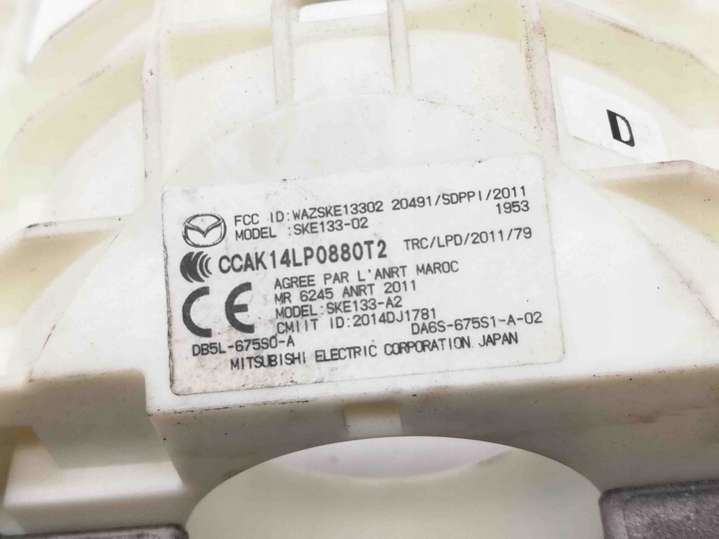 D
FCC ID:WAZSKE13302 20491/SDPPI/2011
MODEL :SKE133-02 1953
CCAK14LP0880T2 TRC/LPD/2011/79
AGREE PAR L'ANRT MAROC
MR 6245 ANRT 2011
CE MODEL:SKE133-A2
CMIIT ID:2014DJ1781
DB5L-675S0-A DA6S-675S1-A-02
MITSUBISHI ELECTRIC CORPORATION JAPAN